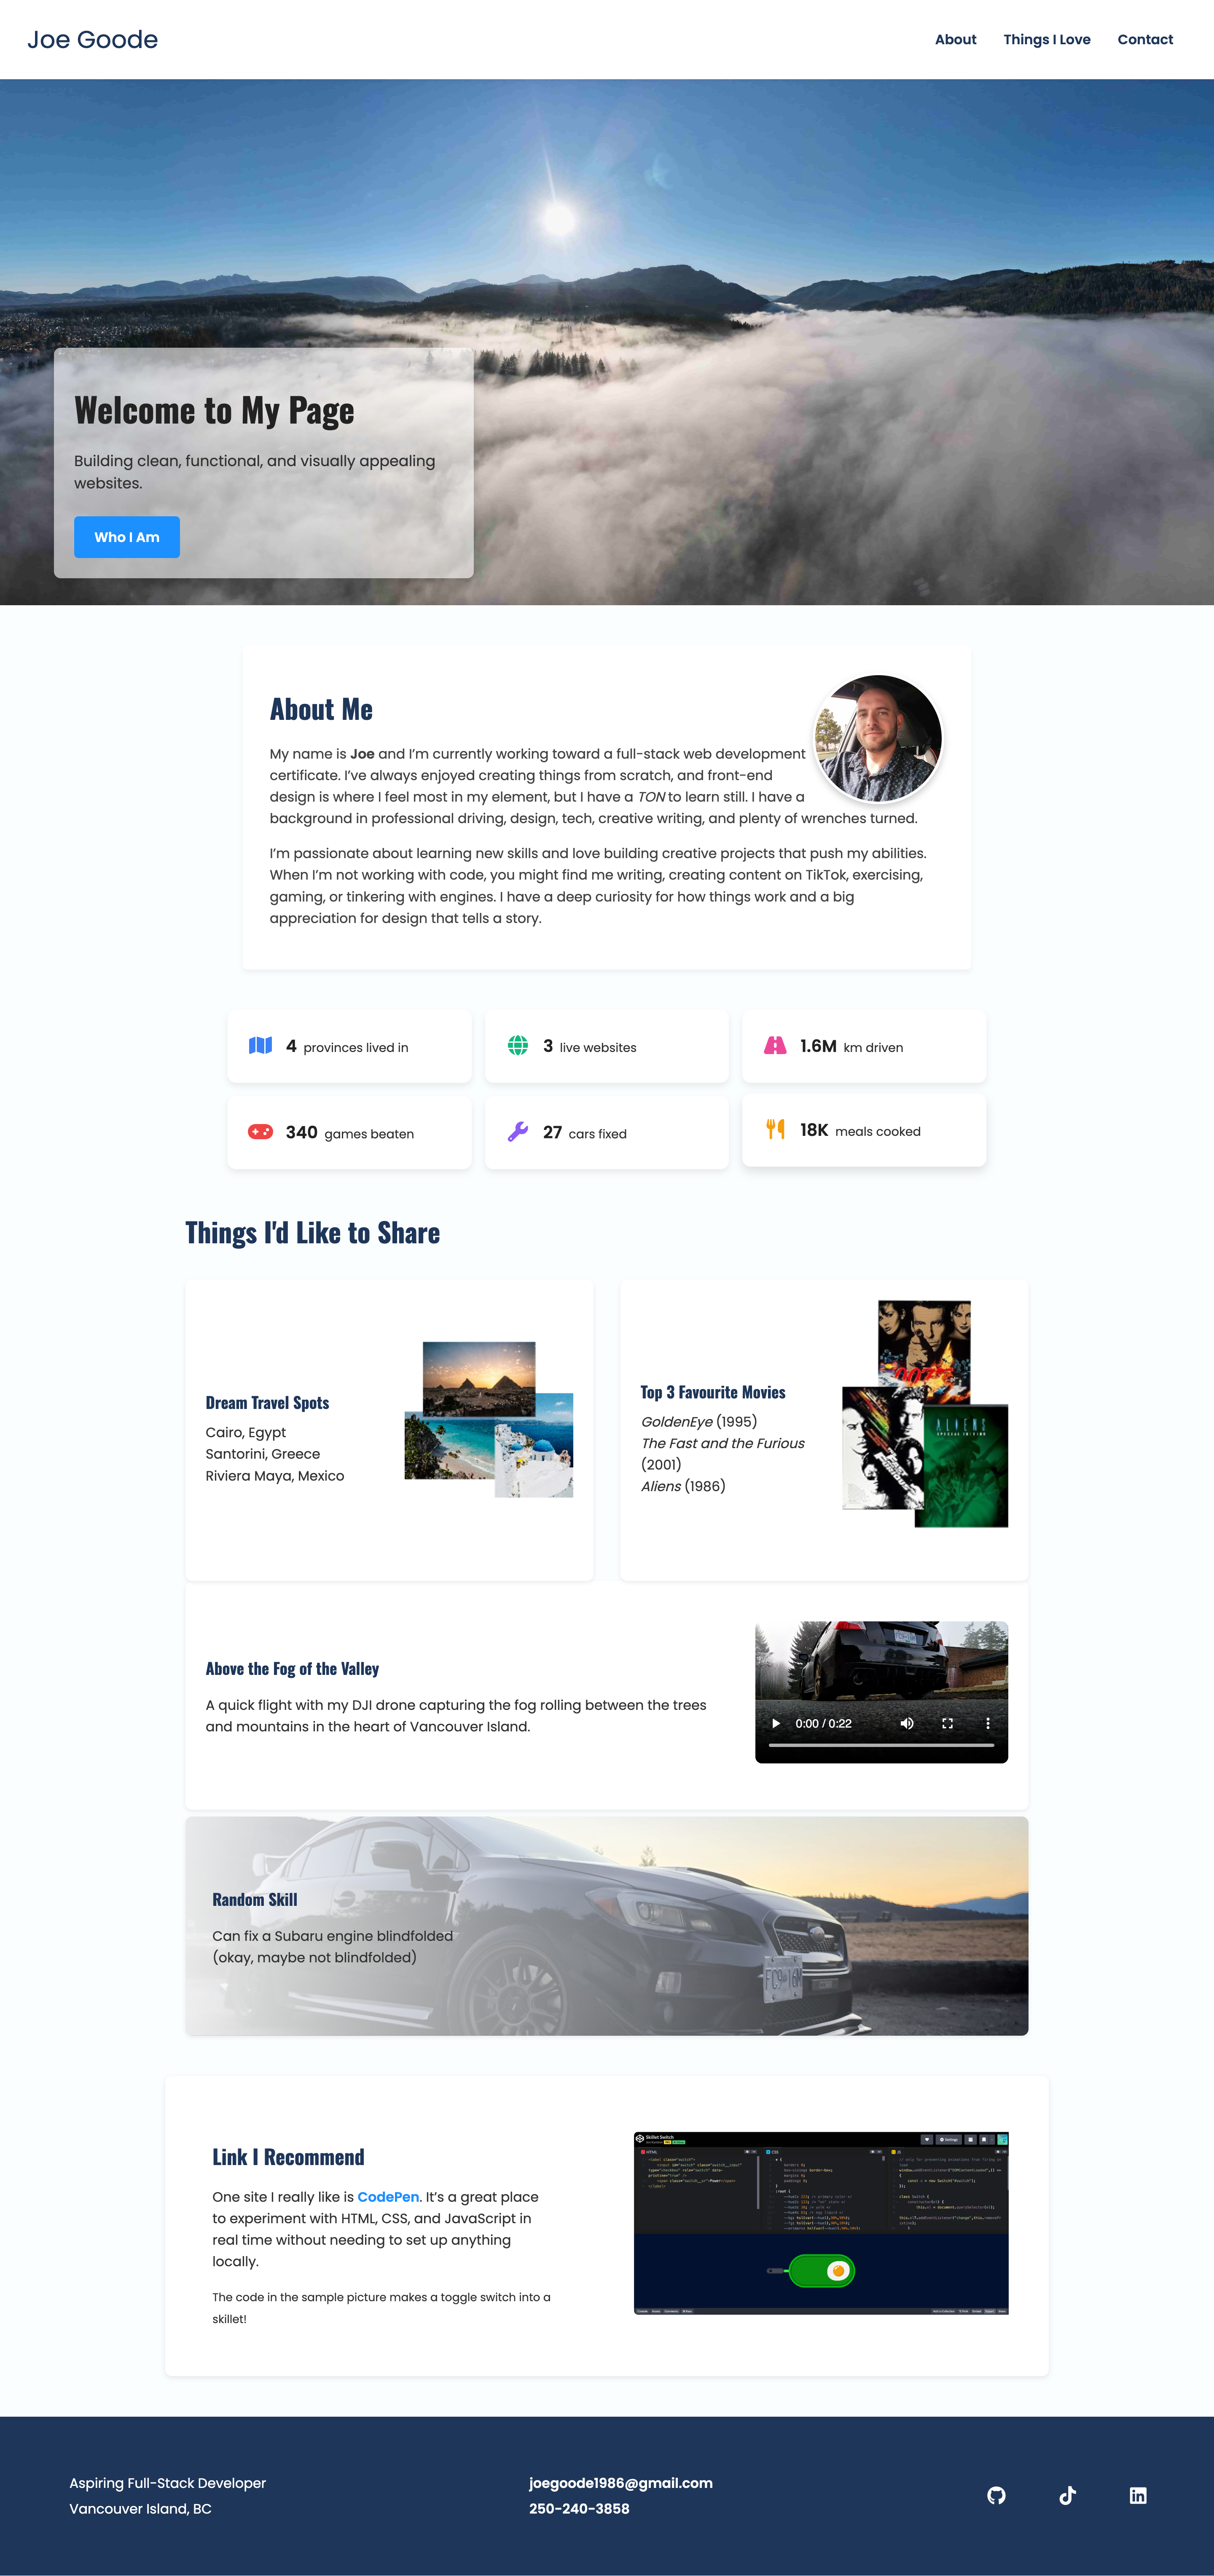 Joe Goode
About Things I Love Contact
Welcome to My Page
Building clean, functional, and visually appealing
websites.
Who I Am
About Me
My name is Joe and I’m currently working toward a full-stack web development
certificate. I’ve always enjoyed creating things from scratch, and front-end
design is where I feel most in my element, but I have a TON to learn still. I have a
background in professional driving, design, tech, creative writing, and plenty of wrenches turned.
I’m passionate about learning new skills and love building creative projects that push my abilities.
When I’m not working with code, you might find me writing, creating content on TikTok, exercising,
gaming, or tinkering with engines. I have a deep curiosity for how things work and a big
appreciation for design that tells a story.
4 provinces lived in
3 live websites
1.6M km driven
340 games beaten
27 cars fixed
18K meals cooked
Things I'd Like to Share
Dream Travel Spots
Cairo, Egypt
Santorini, Greece
Riviera Maya, Mexico
Top 3 Favourite Movies
GoldenEye (1995)
The Fast and the Furious
(2001)
Aliens (1986)
007
ALIENS
SPECIAL EDITION
Above the Fog of the Valley
A quick flight with my DJI drone capturing the fog rolling between the trees
and mountains in the heart of Vancouver Island.
0:00 / 0:22
Random Skill
Can fix a Subaru engine blindfolded
(okay, maybe not blindfolded)
Link I Recommend
One site I really like is CodePen. It’s a great place
to experiment with HTML, CSS, and JavaScript in
real time without needing to set up anything
locally.
The code in the sample picture makes a toggle switch into a
skillet!
Skillet Switch
HTML
CSS
JS
Aspiring Full-Stack Developer
Vancouver Island, BC
joegoode1986@gmail.com
250-240-3858